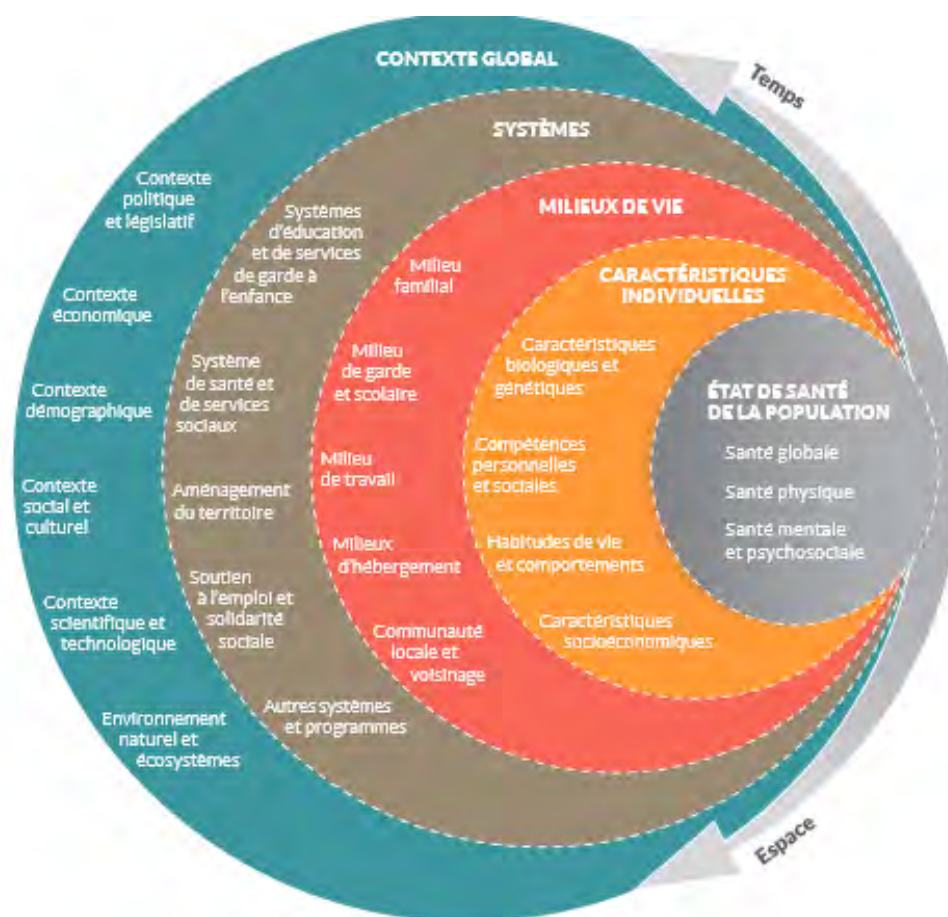 CONTEXTE GLOBAL
Temps
SYSTÈMES
Contexte
politique
et législatif
Systèmes
d'éducation
et de services
de garde à
l'enfance
MILIEUX DE VIE
Milieu
familial
CARACTÉRISTIQUES
INDIVIDUELLES
Contexte
économique
Système
de santé et
de services
sociaux
Milieu
de garde
et scolaire
Caractéristiques
biologiques et
génétiques
Contexte
démographique
ÉTAT DE SANTÉ
DE LA POPULATION
Santé globale
Santé physique
Santé mentale
et psychosociale
Compétences
personnelles
et sociales
Milieu
de travail
Aménagement
du territoire
Contexte
social et
culturel
Milieux
d'hébergement
Habitudes de vie
et comportements
Soutien
à l'emploi et
solidarité
sociale
Contexte
scientifique et
technologique
Caractéristiques
socioéconomiques
Communauté
locale et
voisinage
Autres systèmes
et programmes
Environnement
naturel et
écosystèmes
Espace